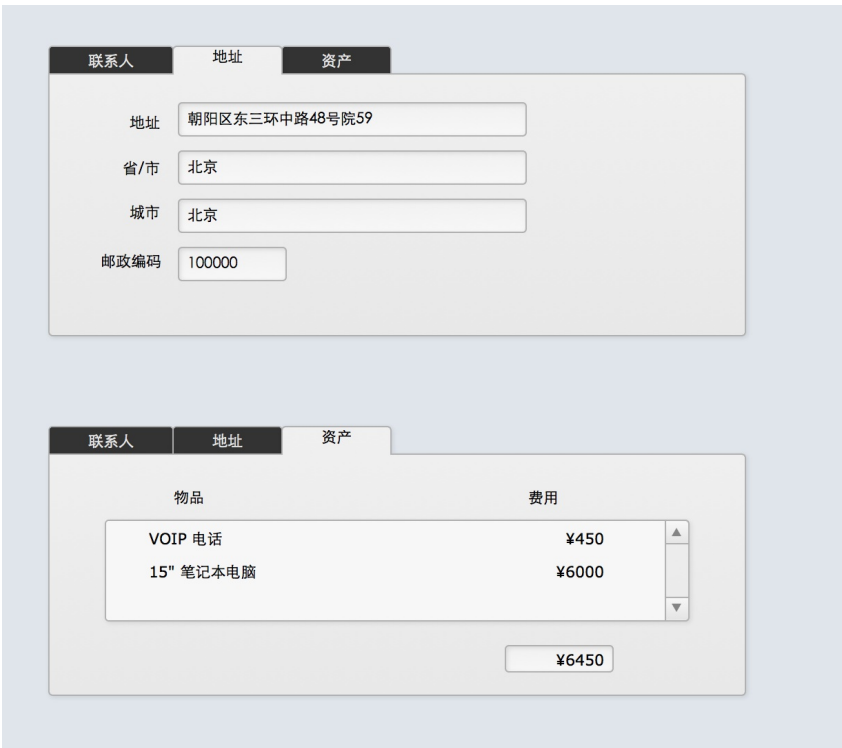 联系人 地址 资产
地址 朝阳区东三环中路48号院59
省/市 北京
城市 北京
邮政编码 100000
联系人 地址 资产
物品 费用
VOIP 电话 ¥450
15" 笔记本电脑 ¥6000
¥6450